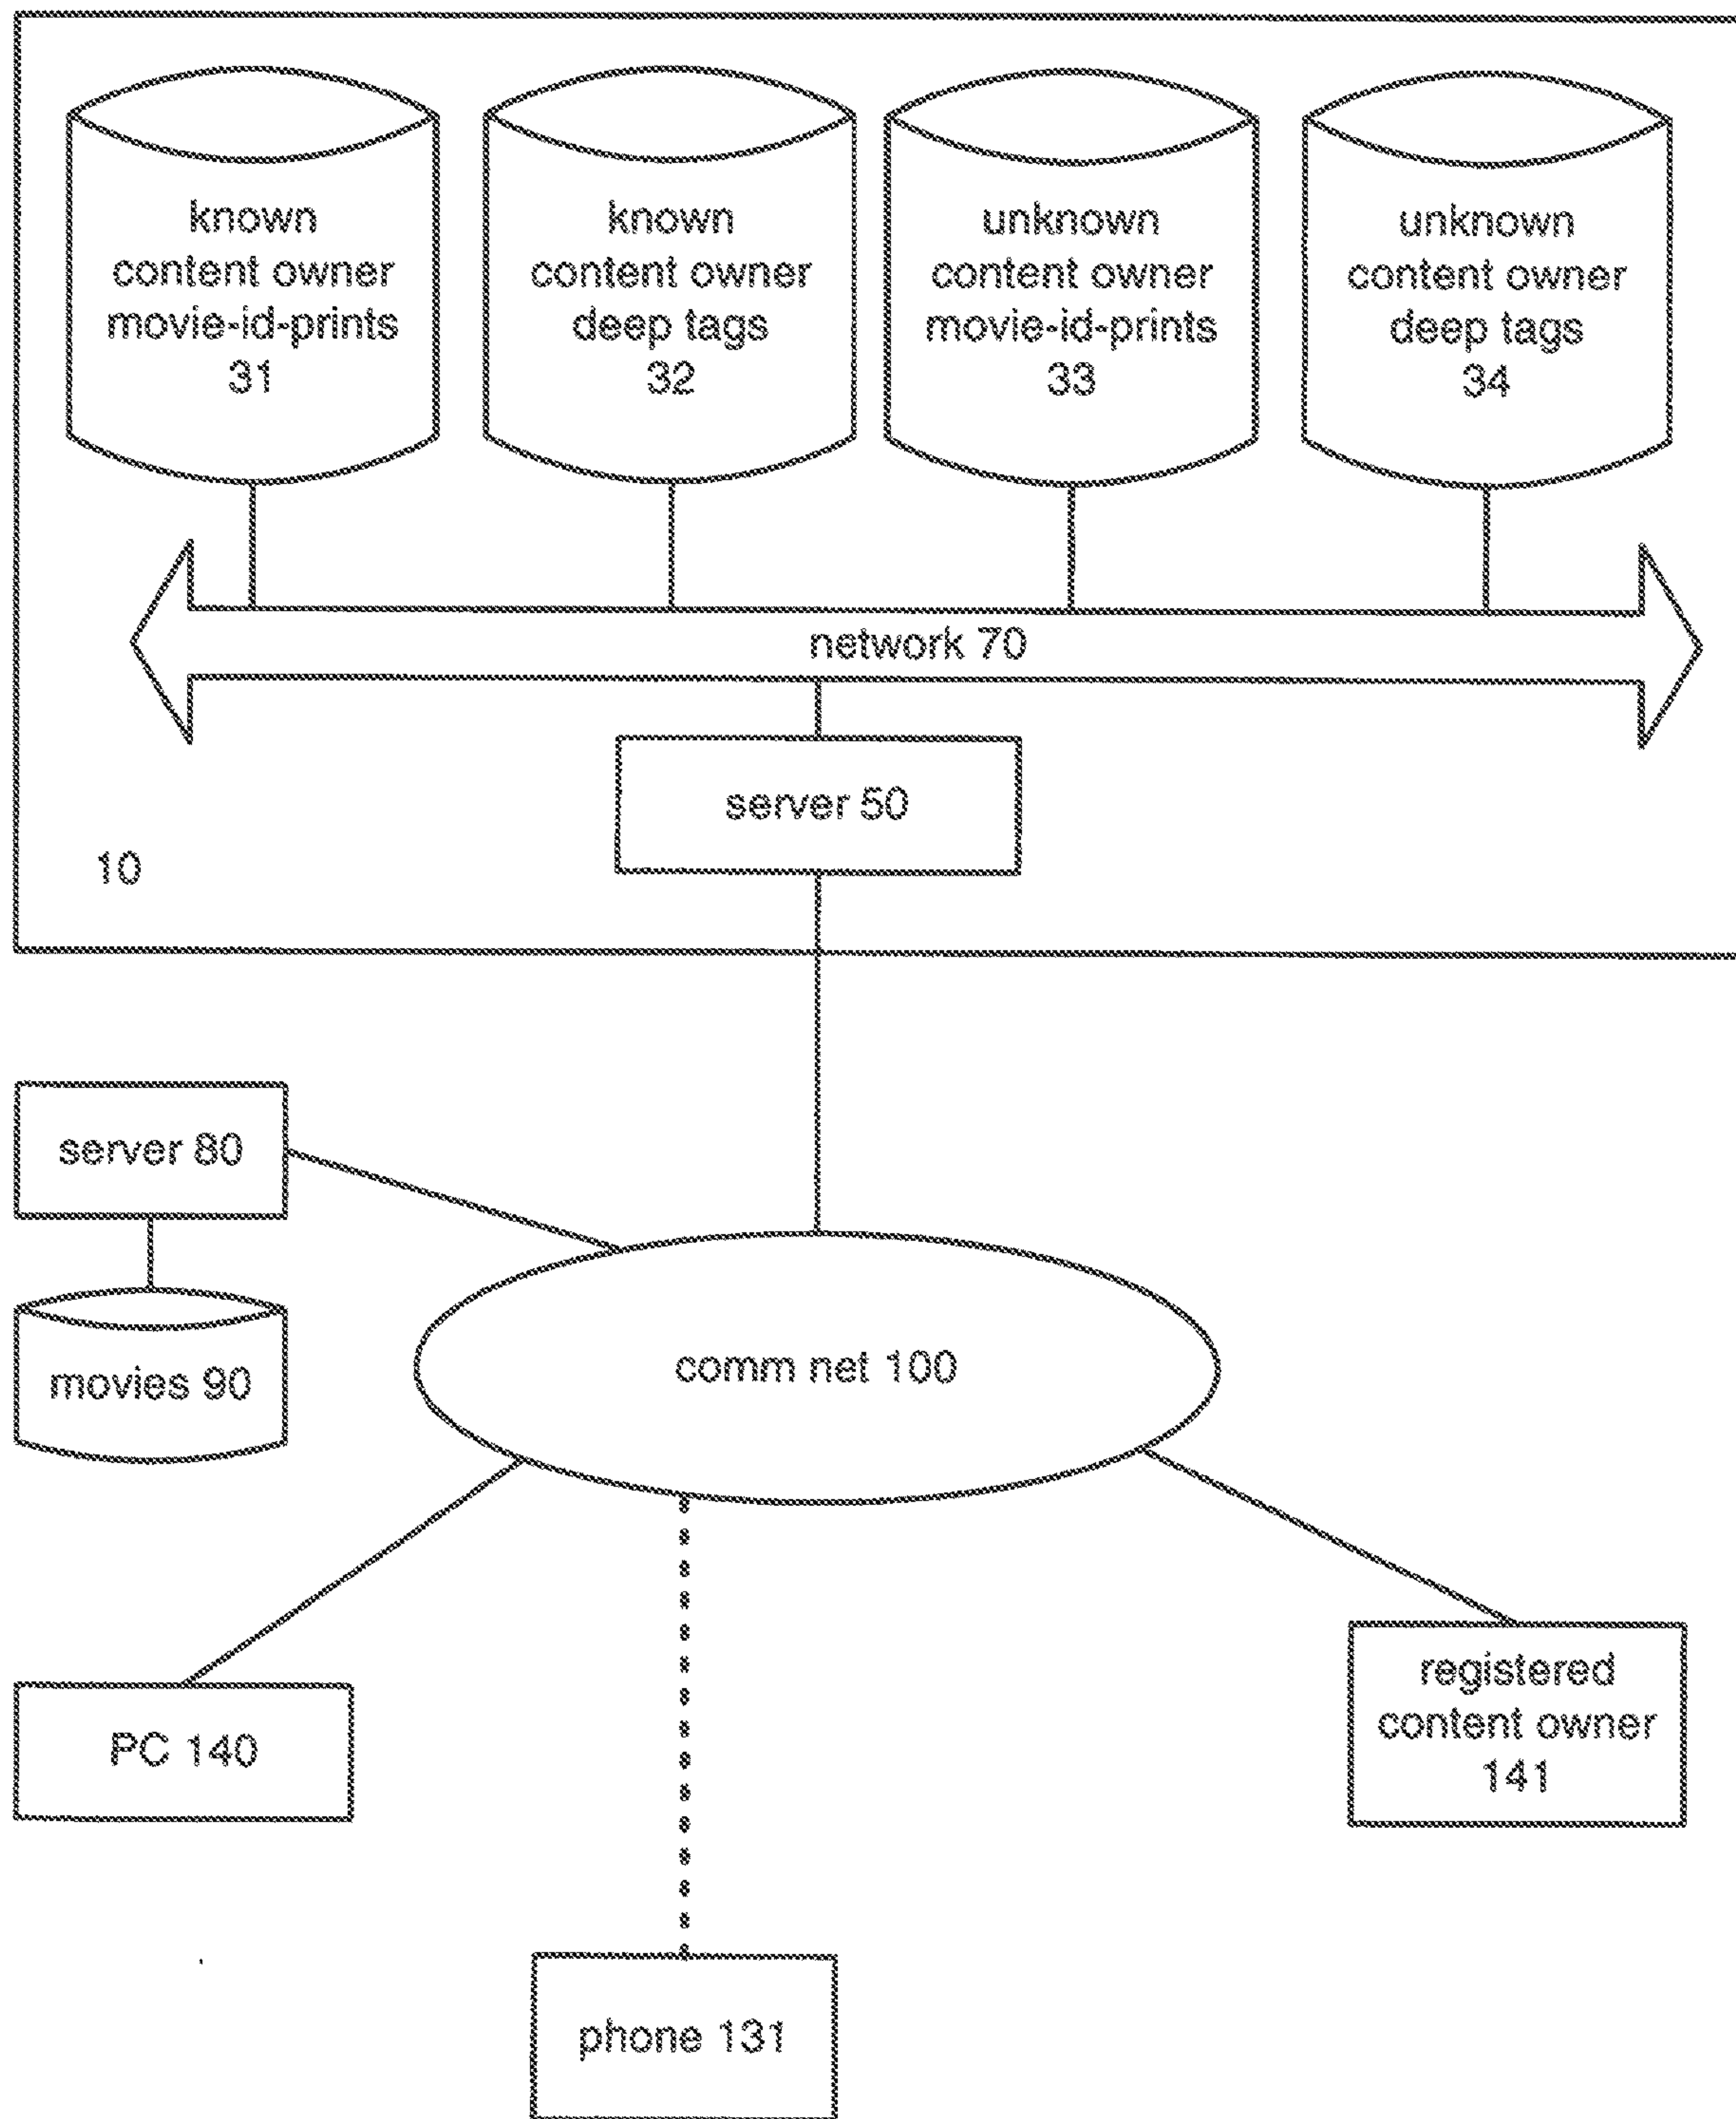 known
content owner
movie-id-prints
31
known
content owner
deep tags
32
unknown
content owner
movie-id-prints
33
unknown
content owner
deep tags
34
network 70
server 50
10
server 80
movies 90
comm net 100
PC 140
registered
content owner
141
phone 131